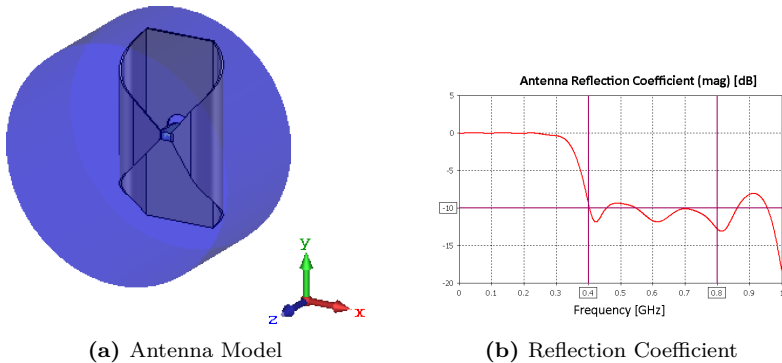 y
x
z
(a) Antenna Model
Antenna Reflection Coefficient (mag) [dB]
5
0
-5
-10
-15
-20
0 0.1 0.2 0.3 0.4 0.5 0.6 0.7 0.8 0.9 1
Frequency [GHz]
(b) Reflection Coefficient